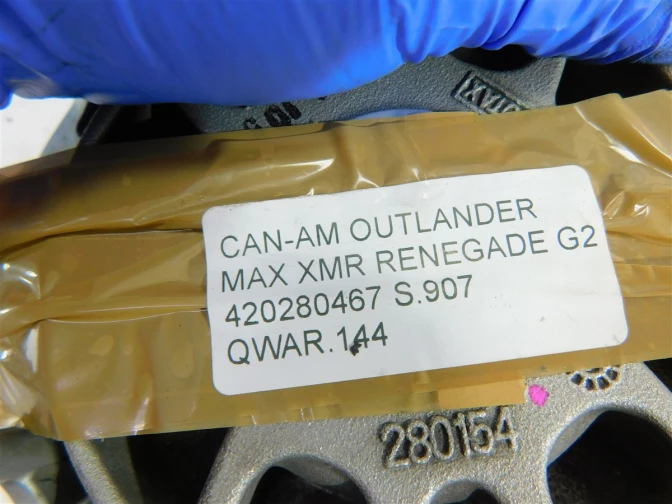 CAN-AM OUTLANDER
MAX XMR RENEGADE G2
420280467 S.907
QWAR.144
280154